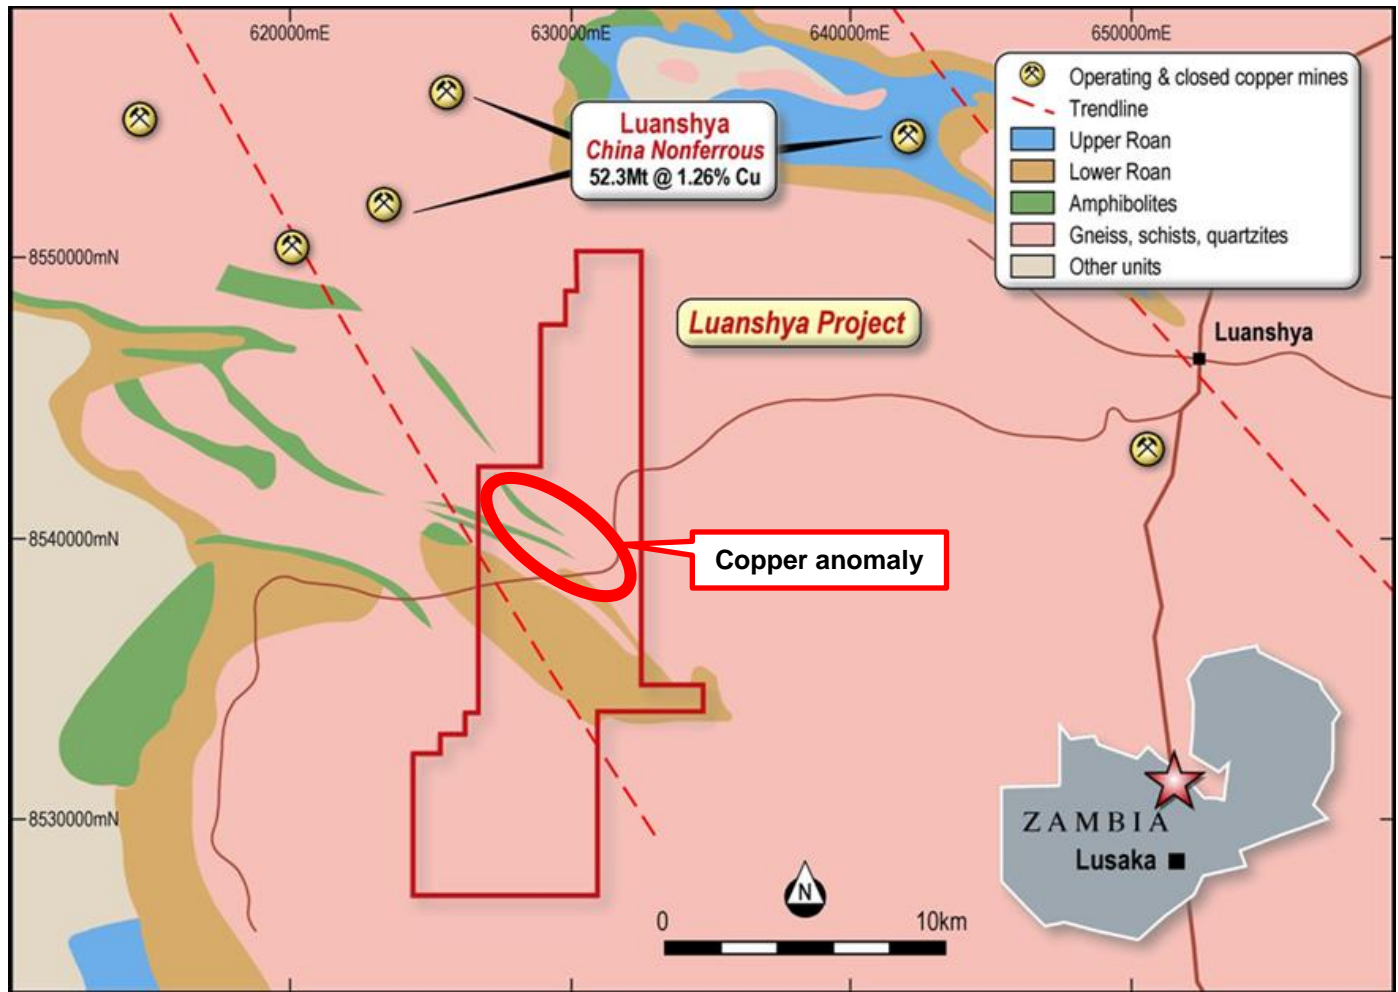 620000mE
630000mE
640000mE
650000mE
Operating & closed copper mines
Trendline
Upper Roan
Lower Roan
Amphibolites
Gneiss, schists, quartzites
Other units
Luanshya
China Nonferrous
52.3Mt @ 1.26% Cu
8550000mN
Luanshya Project
Luanshya
8540000mN
Copper anomaly
8530000mN
ZAMBIA
Lusaka
N
0
10km